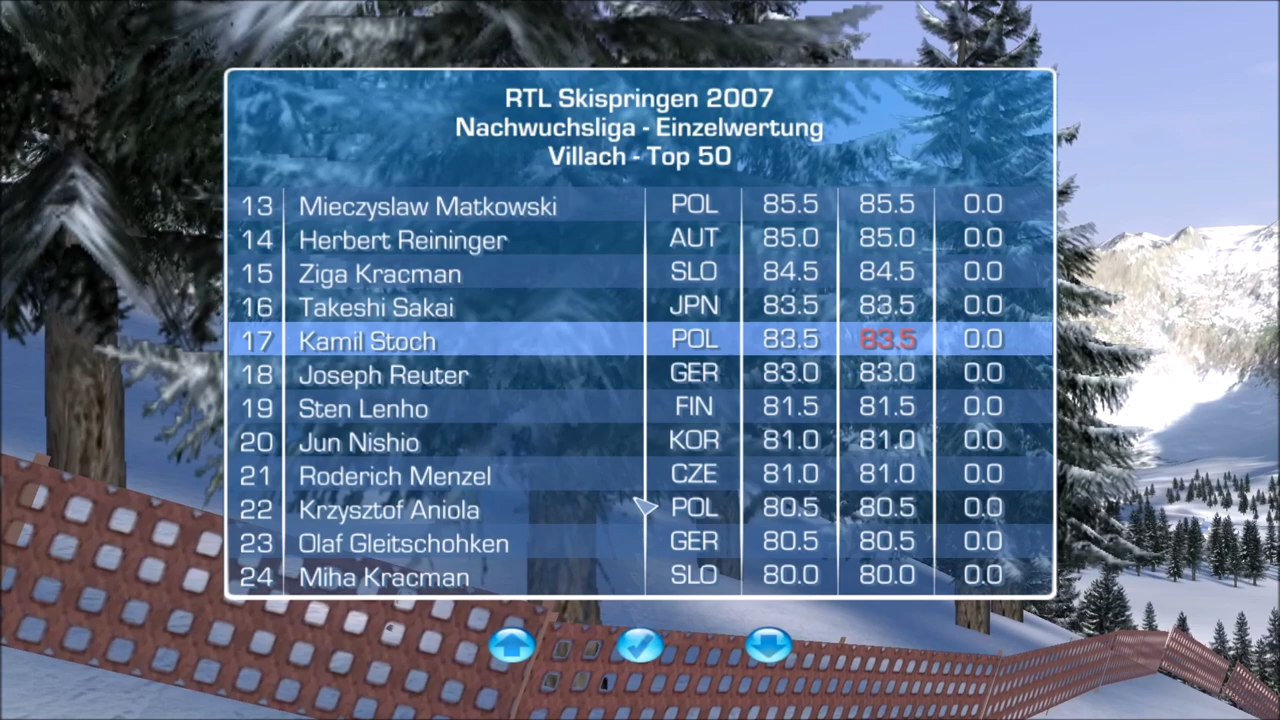 RTL Skispringen 2007
Nachwuchsliga - Einzelwertung
Villach - Top 50
13 Mieczyslaw Matkowski POL 85.5 85.5 0.0
14 Herbert Reininger AUT 85.0 85.0 0.0
15 Ziga Kracman SLO 84.5 84.5 0.0
16 Takeshi Sakai JPN 83.5 83.5 0.0
17 Kamil Stoch POL 83.5 83.5 0.0
18 Joseph Reuter GER 83.0 83.0 0.0
19 Sten Lenho FIN 81.5 81.5 0.0
20 Jun Nishio KOR 81.0 81.0 0.0
21 Roderich Menzel CZE 81.0 81.0 0.0
22 Krzysztof Aniola POL 80.5 80.5 0.0
23 Olaf Gleitschohken GER 80.5 80.5 0.0
24 Miha Kracman SLO 80.0 80.0 0.0